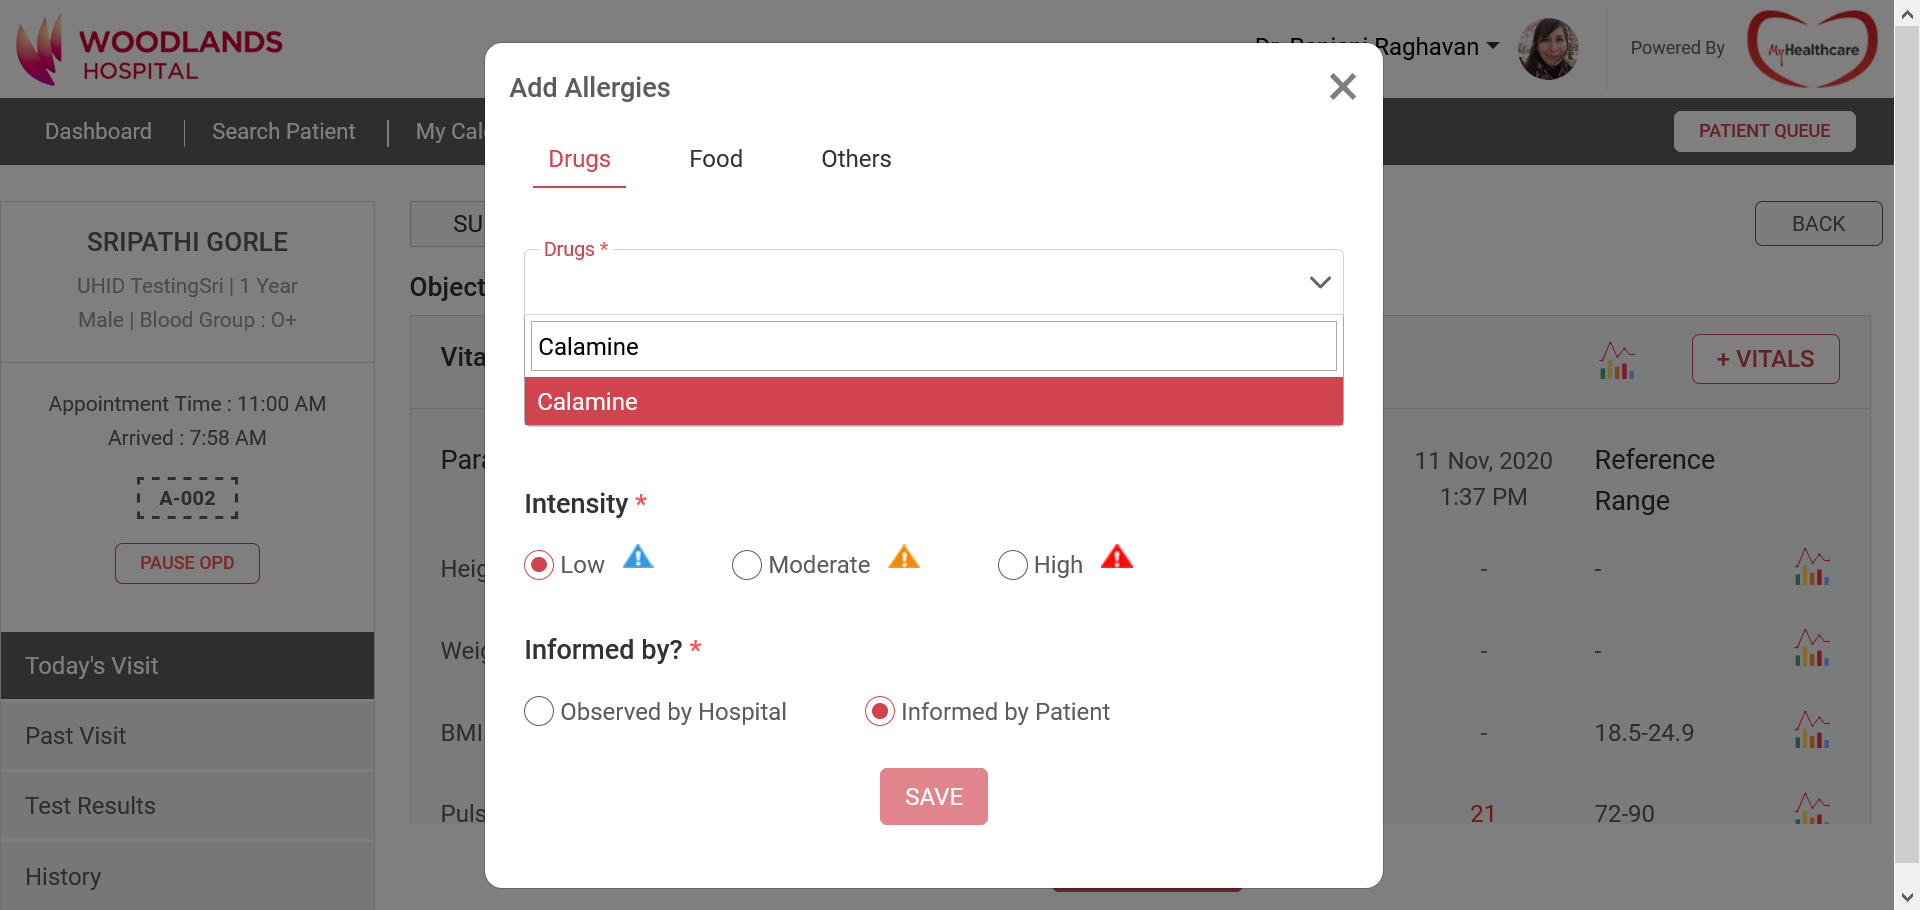 WOODLANDS
HOSPITAL
Raghavan
Powered By
MyHealthcare
Dashboard
Search Patient
My Cal
PATIENT QUEUE
Add Allergies
Drugs
Food
Others
SRIPATHI GORLE
UHID TestingSri | 1 Year
Male | Blood Group : O+
Appointment Time : 11:00 AM
Arrived : 7:58 AM
A-002
PAUSE OPD
Today's Visit
Past Visit
Test Results
History
SU
BACK
Object
Drugs *
Calamine
Calamine
Vita
+ VITALS
Para
11 Nov, 2020
1:37 PM
Reference
Range
Intensity *
Low
Moderate
High
Heig
-
-
Informed by? *
Weig
-
-
Observed by Hospital
Informed by Patient
BMI
-
18.5-24.9
SAVE
Puls
21
72-90